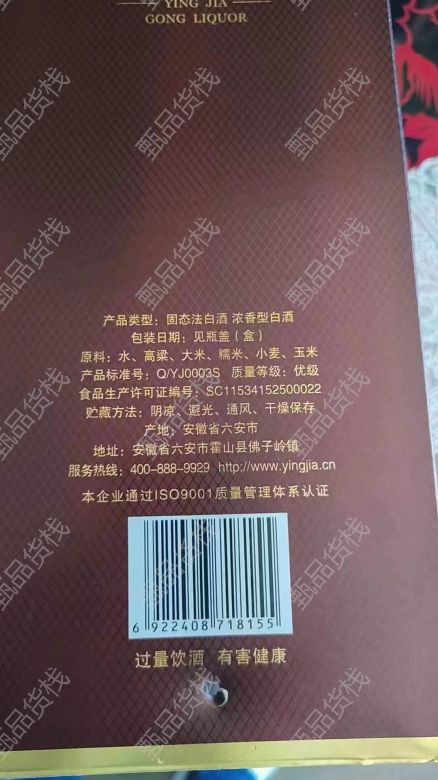 YING JIA
GONG LIQUOR
产品类型：固态法白酒 浓香型白酒
包装日期：见瓶盖（盒）
原料：水、高粱、大米、糯米、小麦、玉米
产品标准号：Q/YJ0003S 质量等级：优级
食品生产许可证编号：SC11534152500022
贮藏方法：阴凉、避光、通风、干燥保存
产地：安徽省六安市
地址：安徽省六安市霍山县佛子岭镇
服务热线：400-888-9929 http://www.yingjia.cn
本企业通过ISO9001质量管理体系认证
6 922408 718155
过量饮酒 有害健康
甄品货栈